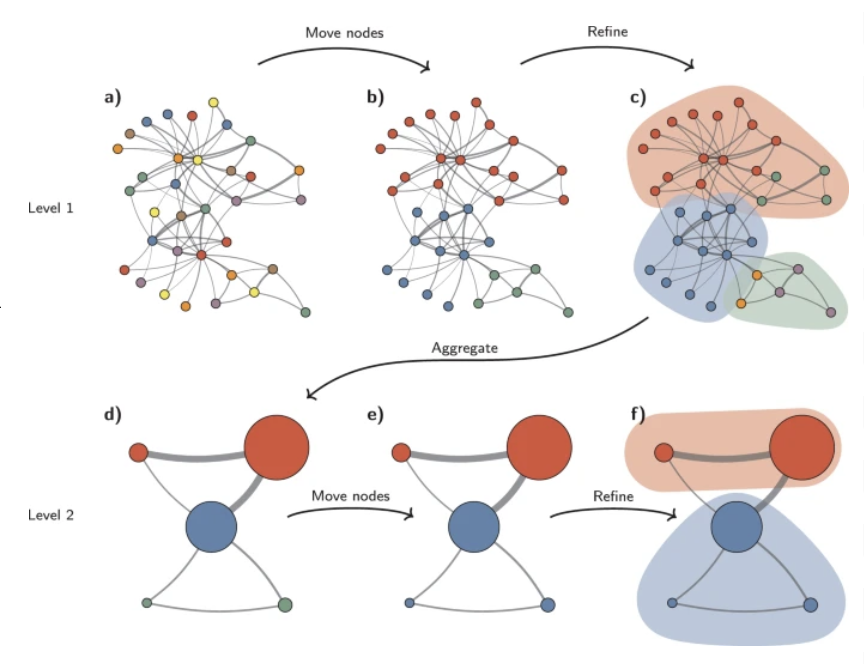 Move nodes
Refine
a)
b)
c)
Level 1
Aggregate
d)
e)
f)
Move nodes
Refine
Level 2